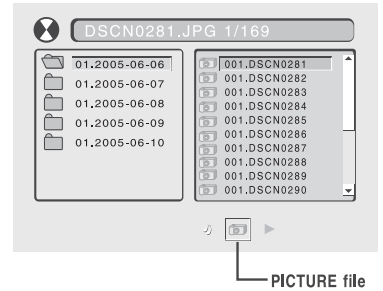 DSCN0281.JPG 1/169
01.2005-06-06
01.2005-06-07
01.2005-06-08
01.2005-06-09
01.2005-06-10
001.DSCN0281
001.DSCN0282
001.DSCN0283
001.DSCN0284
001.DSCN0285
001.DSCN0286
001.DSCN0287
001.DSCN0288
001.DSCN0289
001.DSCN0290
PICTURE file